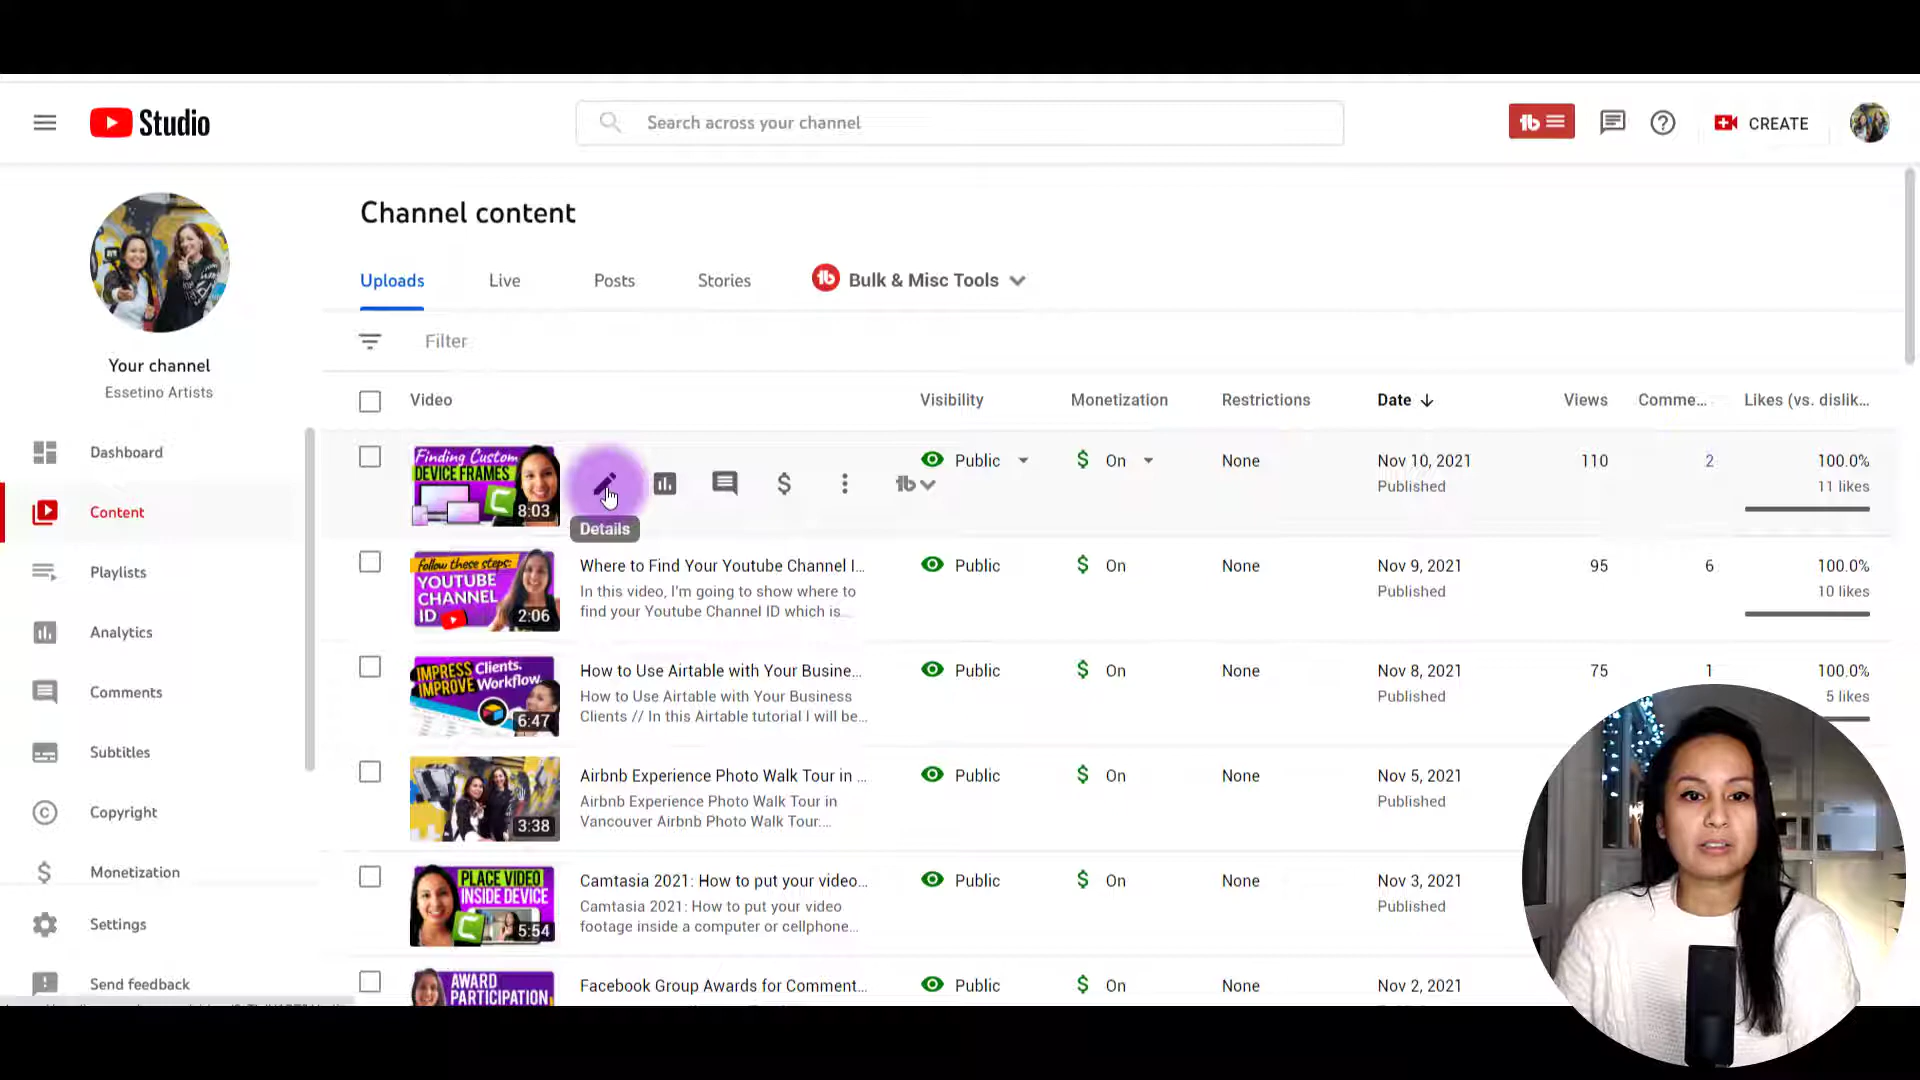 Studio
Search across your channel
CREATE
Your channel
Essetino Artists
Dashboard
Content
Playlists
Analytics
Comments
Subtitles
Copyright
Monetization
Settings
Send feedback
Channel content
Uploads
Live
Posts
Stories
Bulk & Misc Tools
Filter
Video
Visibility
Monetization
Restrictions
Date
Views
Comme...
Likes (vs. dislik...
Finding Custom
DEVICE FRAMES
8:03
Details
Public
On
None
Nov 10, 2021
Published
110
2
100.0%
11 likes
Follow these steps:
YOUTUBE
CHANNEL
ID
2:06
Where to Find Your Youtube Channel I...
In this video, I'm going to show where to
find your Youtube Channel ID which is...
Public
On
None
Nov 9, 2021
Published
95
6
100.0%
10 likes
IMPRESS Clients.
IMPROVE Workflow.
6:47
How to Use Airtable with Your Busine...
How to Use Airtable with Your Business
Clients // In this Airtable tutorial I will be...
Public
On
None
Nov 8, 2021
Published
75
1
100.0%
5 likes
3:38
Airbnb Experience Photo Walk Tour in ...
Airbnb Experience Photo Walk Tour in
Vancouver Airbnb Photo Walk Tour...
Public
On
None
Nov 5, 2021
Published
PLACE VIDEO
INSIDE DEVICE
5:54
Camtasia 2021: How to put your video...
Camtasia 2021: How to put your video
footage inside a computer or cellphone...
Public
On
None
Nov 3, 2021
Published
AWARD
PARTICIPATION
Facebook Group Awards for Comment...
Public
On
None
Nov 2, 2021